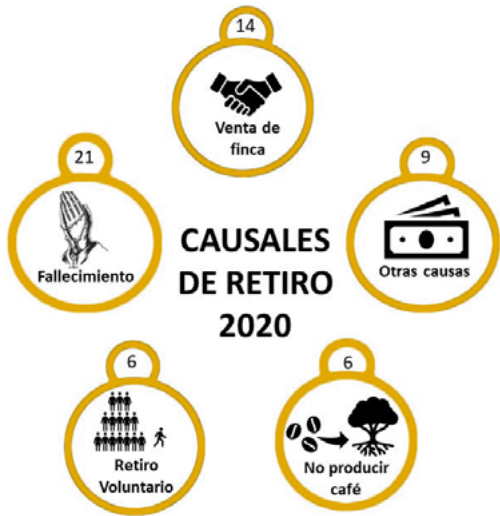 14
Venta de
finca
21
Fallecimiento
9
Otras causas
CAUSALES
DE RETIRO
2020
6
Retiro
Voluntario
6
No producir
café